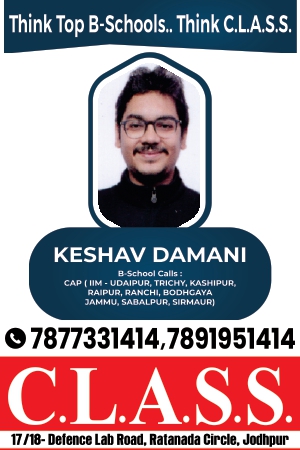 Think Top B-Schools.. Think C.L.A.S.S.
KESHAV DAMANI
B-School Calls :
CAP ( IIM - UDAIPUR, TRICHY, KASHIPUR,
RAIPUR, RANCHI, BODHGAYA
JAMMU, SABALPUR, SIRMAUR)
7877331414,7891951414
C.L.A.S.S.
17/18- Defence Lab Road, Ratanada Circle, Jodhpur